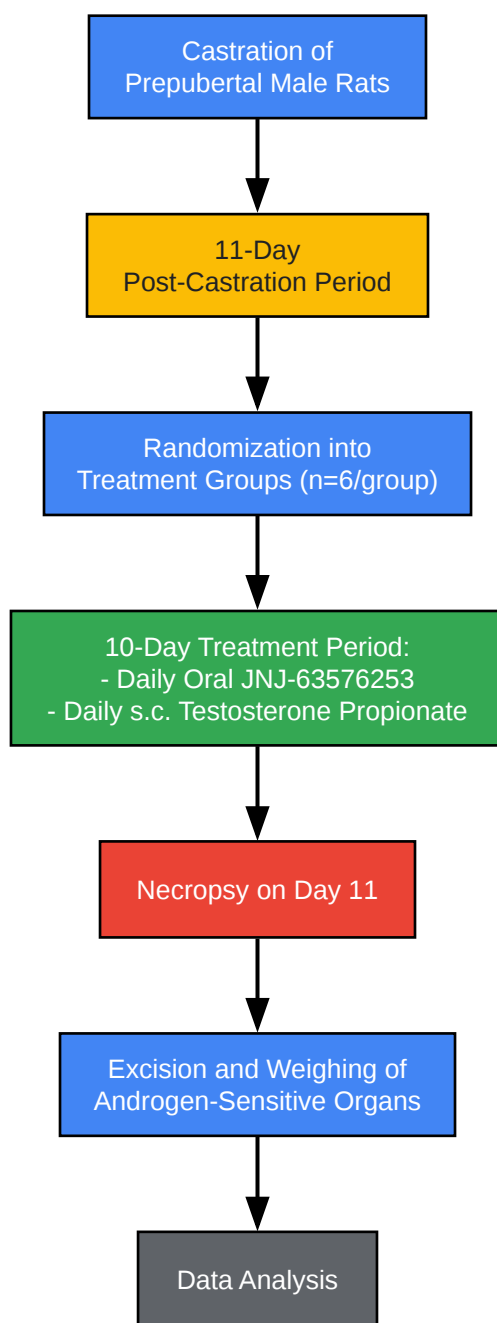 Castration of
Prepubertal Male Rats
11-Day
Post-Castration Period
Randomization into
Treatment Groups (n=6/group)
10-Day Treatment Period:
- Daily Oral JNJ-63576253
- Daily s.c. Testosterone Propionate
Necropsy on Day 11
Excision and Weighing of
Androgen-Sensitive Organs
Data Analysis